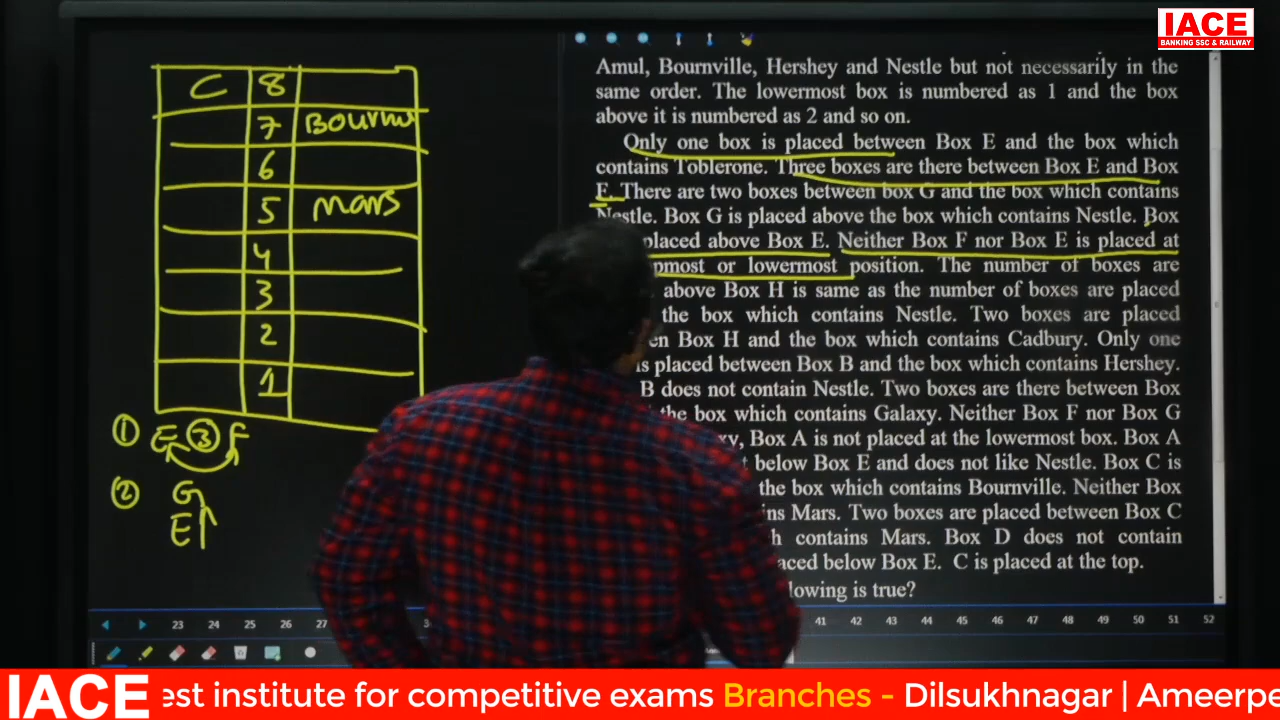 IACE
BANKING SSC & RAILWAY
C 8
7 Bournvi
6
5 Mars
4
3
2
1
① E ③ F
② G
E↑
Amul, Bournville, Hershey and Nestle but not necessarily in the
same order. The lowermost box is numbered as 1 and the box
above it is numbered as 2 and so on.
Only one box is placed between Box E and the box which
contains Toblerone. Three boxes are there between Box E and Box
F. There are two boxes between box G and the box which contains
Nestle. Box G is placed above the box which contains Nestle. Box
placed above Box E. Neither Box F nor Box E is placed at
pmost or lowermost position. The number of boxes are
above Box H is same as the number of boxes are placed
the box which contains Nestle. Two boxes are placed
en Box H and the box which contains Cadbury. Only one
is placed between Box B and the box which contains Hershey.
B does not contain Nestle. Two boxes are there between Box
the box which contains Galaxy. Neither Box F nor Box G
xy, Box A is not placed at the lowermost box. Box A
t below Box E and does not like Nestle. Box C is
the box which contains Bournville. Neither Box
ins Mars. Two boxes are placed between Box C
h contains Mars. Box D does not contain
aced below Box E. C is placed at the top.
lowing is true?
23 24 25 26 27 41 42 43 44 45 46 47 48 49 50 51 52
IACE est institute for competitive exams Branches - Dilsukhnagar | Ameerpe